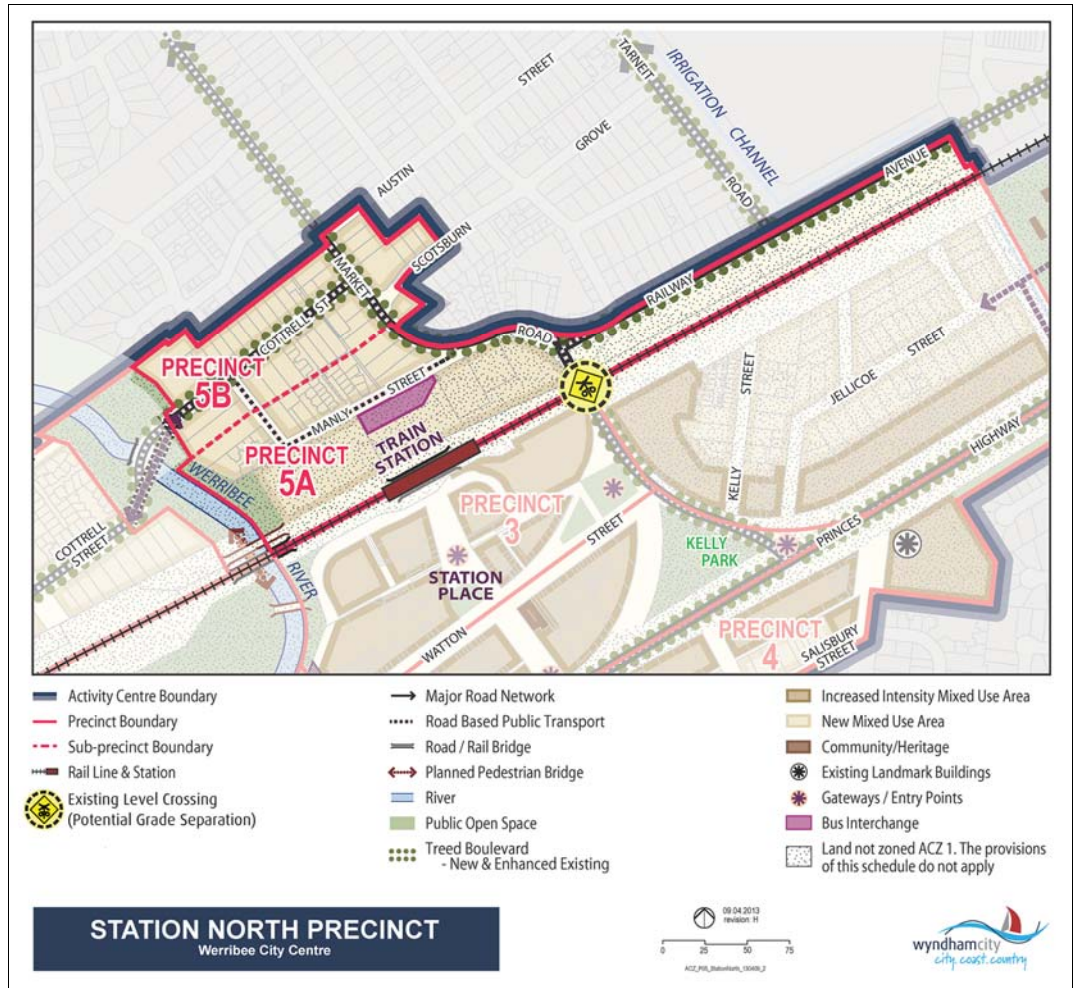 STREET
TARNEIT
IRRIGATION CHANNEL
GROVE
AUSTIN
ROAD
AVENUE
SCOTSBURN
MARKET
RAILWAY
COTTRELL ST
ROAD
PRECINCT
5B
STREET
STREET
MANLY
JELLICOE
TRAIN
STATION
HIGHWAY
PRECINCT
5A
WERRIBEE
PRECINCT
3
KELLY
STREET
PRINCES
COTTRELL
STREET
KELLY
PARK
RIVER
STATION
PLACE
WATTON
PRECINCT
4
SALISBURY
STREET
Activity Centre Boundary
Precinct Boundary
Sub-precinct Boundary
Rail Line & Station
Existing Level Crossing
(Potential Grade Separation)
Major Road Network
Road Based Public Transport
Road / Rail Bridge
Planned Pedestrian Bridge
River
Public Open Space
Treed Boulevard
- New & Enhanced Existing
Increased Intensity Mixed Use Area
New Mixed Use Area
Community/Heritage
Existing Landmark Buildings
Gateways / Entry Points
Bus Interchange
Land not zoned ACZ 1. The provisions
of this schedule do not apply
STATION NORTH PRECINCT
Werribee City Centre
09.04.2013
revision H
0 25 50 75
ACZ_P05_StationNorth_130409_2
wyndhamcity
city. coast. country